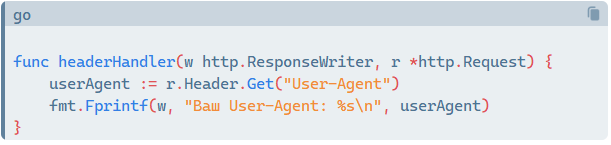 go
func headerHandler(w http.ResponseWriter, r *http.Request) {
    userAgent := r.Header.Get("User-Agent")
    fmt.Fprintf(w, "Ваш User-Agent: %s\n", userAgent)
}